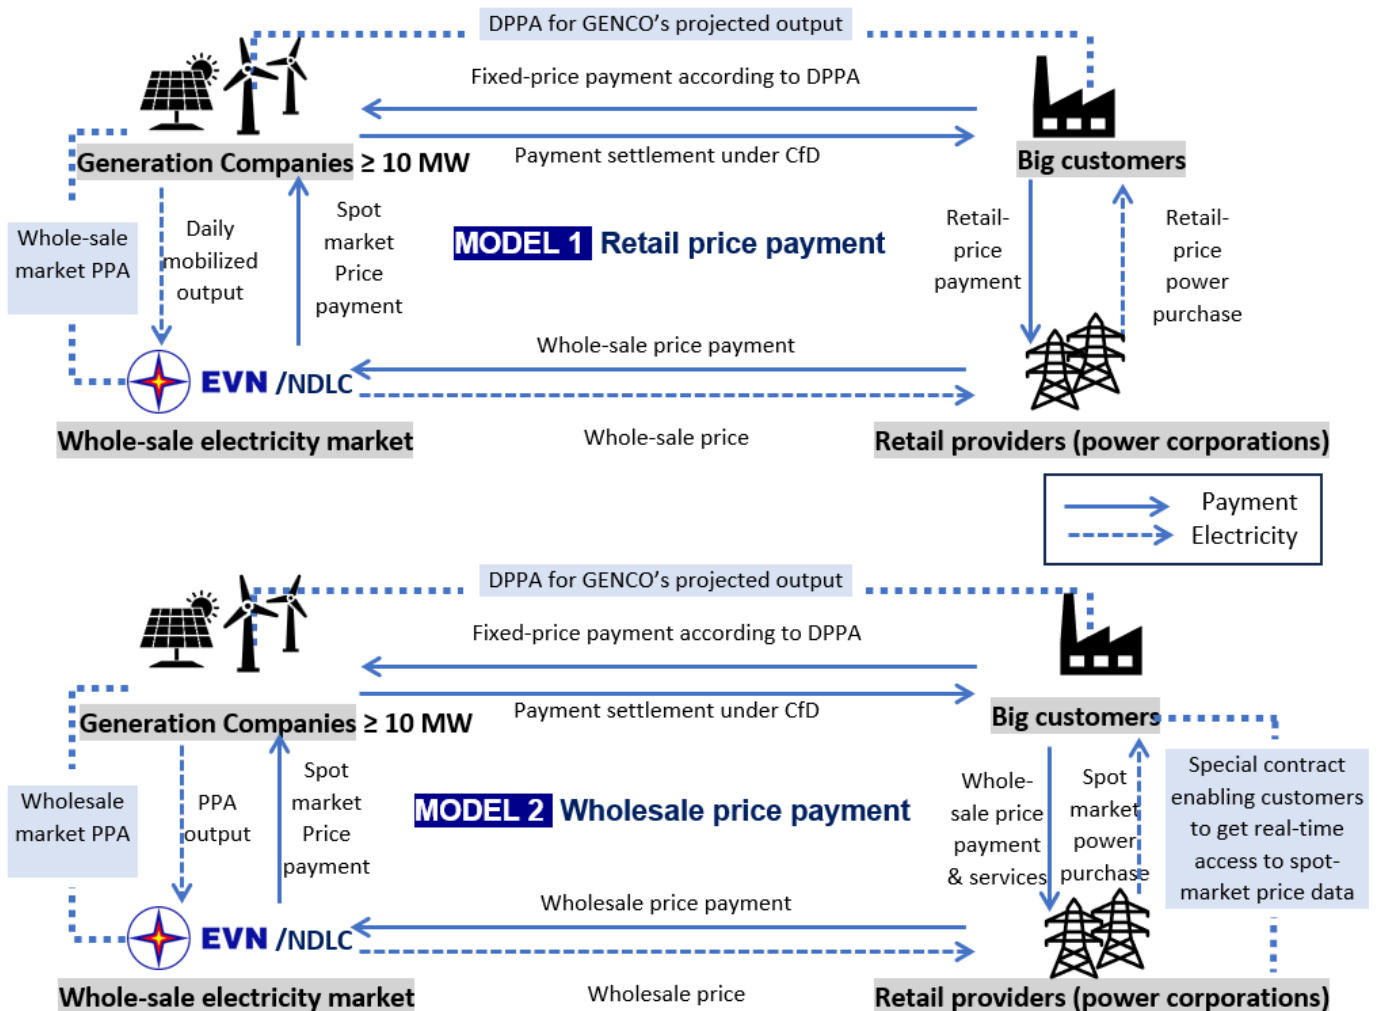 DPPA for GENCO's projected output
Fixed-price payment according to DPPA
Payment settlement under CfD
Generation Companies ≥ 10 MW
Big customers
Whole-sale
market PPA
Daily
mobilized
output
Spot
market
Price
payment
MODEL 1 Retail price payment
Retail-
price
payment
Retail-
price
power
purchase
Whole-sale price payment
EVN /NDLC
Whole-sale price
Whole-sale electricity market
Retail providers (power corporations)
Payment
Electricity
DPPA for GENCO's projected output
Fixed-price payment according to DPPA
Payment settlement under CfD
Generation Companies ≥ 10 MW
Big customers
Wholesale
market PPA
PPA
output
Spot
market
Price
payment
MODEL 2 Wholesale price payment
Whole-
sale price
payment
& services
Spot
market
power
purchase
Special contract
enabling customers
to get real-time
access to spot-
market price data
Wholesale price payment
EVN /NDLC
Wholesale price
Whole-sale electricity market
Retail providers (power corporations)